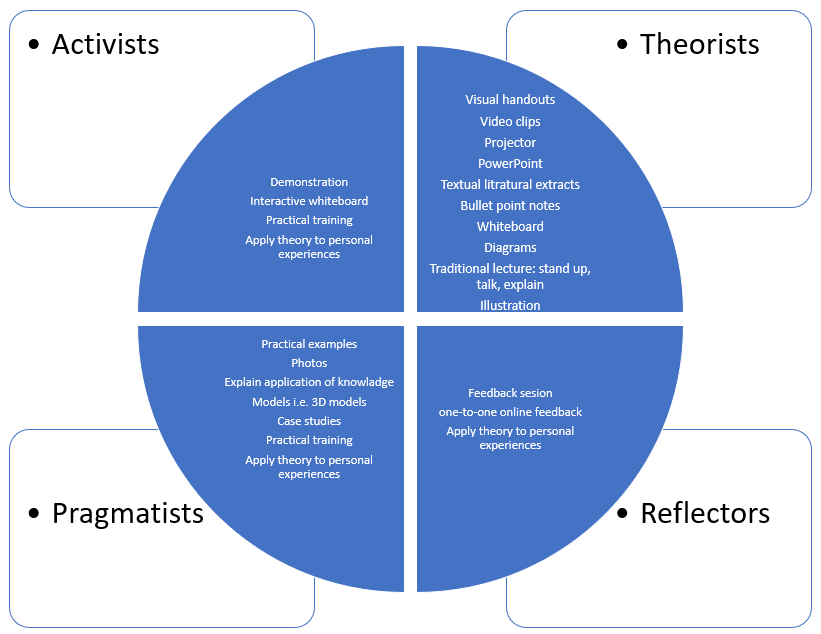 • Activists
Demonstration
Interactive whiteboard
Practical training
Apply theory to personal
experiences
• Theorists
Visual handouts
Video clips
Projector
PowerPoint
Textual litratural extracts
Bullet point notes
Whiteboard
Diagrams
Traditional lecture: stand up,
talk, explain
Illustration
Practical examples
Photos
Explain application of knowladge
Models i.e. 3D models
Case studies
Practical training
Apply theory to personal
experiences
• Pragmatists
Feedback sesion
one-to-one online feedback
Apply theory to personal
experiences
• Reflectors